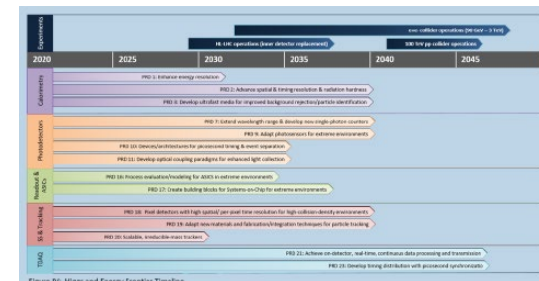 Experiments
e+e- collider operations (90 GeV – 3 TeV)
HL-LHC operations (inner detector replacement)
100 TeV pp collider operations
2020
2025
2030
2035
2040
2045
Calorimetry
PRD 1: Enhance energy resolution
PRD 2: Advance spatial & timing resolution & radiation hardness
PRD 3: Develop ultrafast media for improved background rejection/particle identification
Photodetectors
PRD 7: Extend wavelength range & develop new single-photon counters
PRD 9: Adapt photosensors for extreme environments
PRD 10: Devices/architectures for picosecond timing & event separation
PRD 11: Develop optical coupling paradigms for enhanced light collection
Readout & ASICs
PRD 16: Process evaluation/modeling for ASICs in extreme environments
PRD 17: Create building blocks for Systems-on-Chip for extreme environments
SS & Tracking
PRD 18: Pixel detectors with high spatial/ per pixel time resolution for high collision density environments
PRD 19: Adapt new materials and fabrication/integration techniques for particle tracking
PRD 20: Scalable, irreducible-mass trackers
TDAQ
PRD 21: Achieve on-detector, real-time, continuous data processing and transmission
PRD 23: Develop timing distribution with picosecond synchronization
Higgs and Energy Frontier Timeline